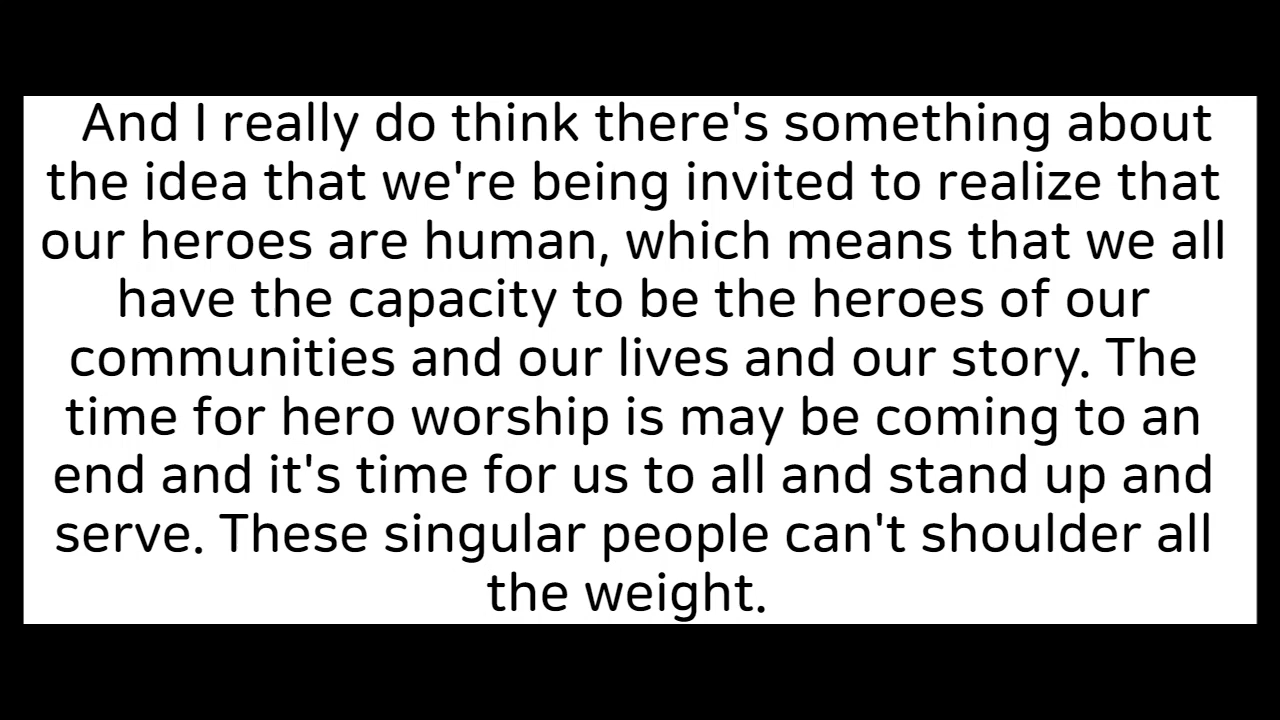 And I really do think there's something about
the idea that we're being invited to realize that
our heroes are human, which means that we all
have the capacity to be the heroes of our
communities and our lives and our story. The
time for hero worship is may be coming to an
end and it's time for us to all and stand up and
serve. These singular people can't shoulder all
the weight.